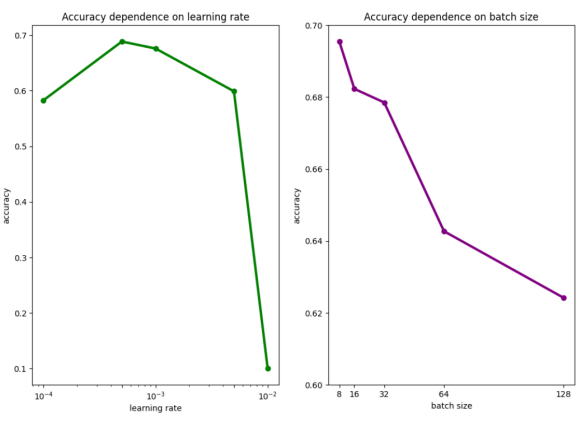 Accuracy dependence on learning rate
accuracy
0.7
0.6
0.5
0.4
0.3
0.2
0.1
10⁻⁴ 10⁻³ 10⁻²
learning rate
Accuracy dependence on batch size
accuracy
0.70
0.68
0.66
0.64
0.62
0.60
8 16 32 64 128
batch size